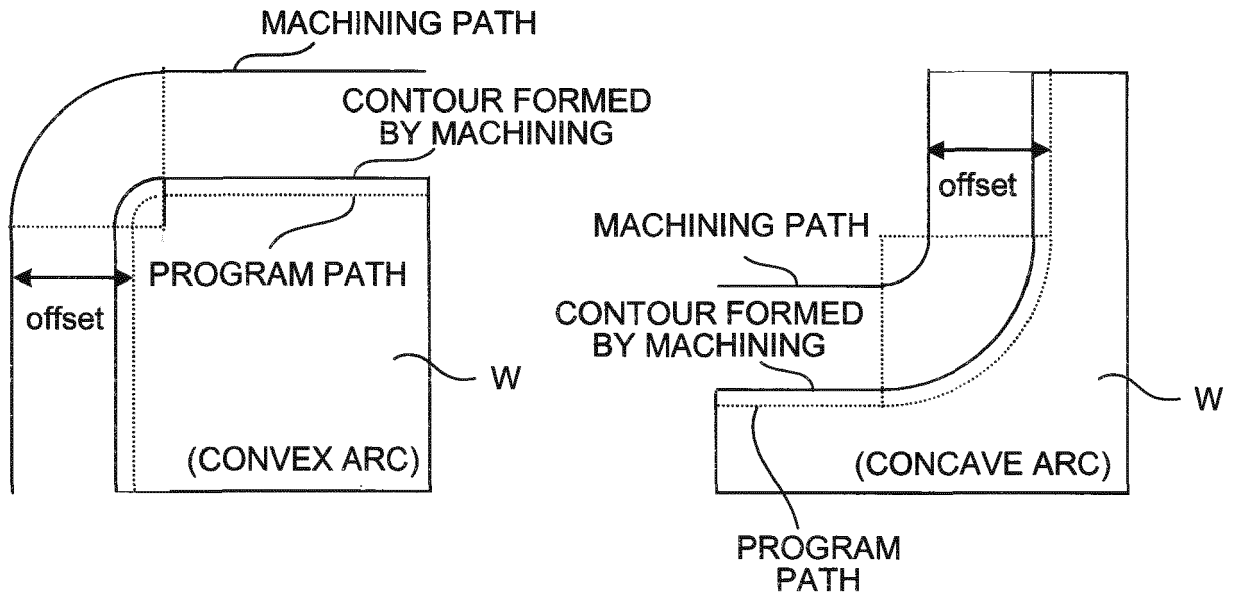 MACHINING PATH
CONTOUR FORMED
BY MACHINING
PROGRAM PATH
offset
W
(CONVEX ARC)
offset
MACHINING PATH
CONTOUR FORMED
BY MACHINING
W
(CONCAVE ARC)
PROGRAM
PATH